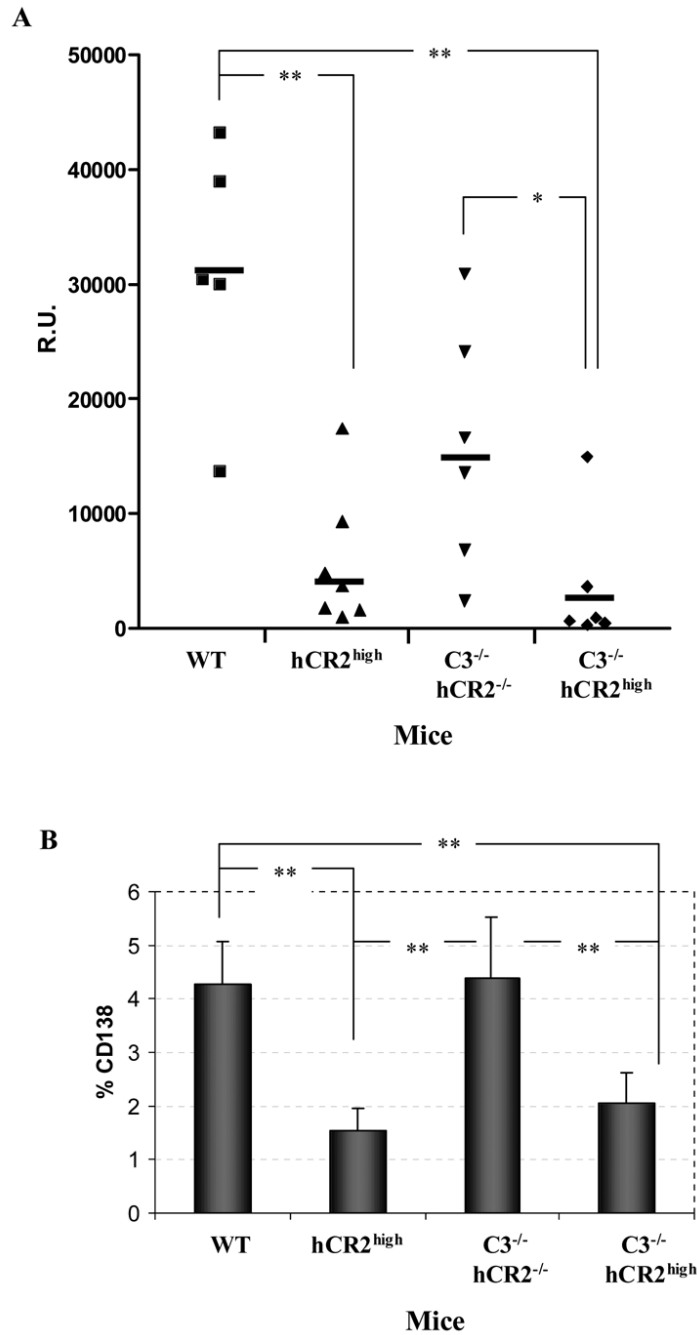 A
50000
40000
30000
20000
10000
0
R.U.
**
**
*
WT hCR2high C3-/- C3-/-
hCR2-/- hCR2high
Mice
B
6
5
4
3
2
1
0
% CD138
**
**
** **
WT hCR2high C3-/- C3-/-
hCR2-/- hCR2high
Mice